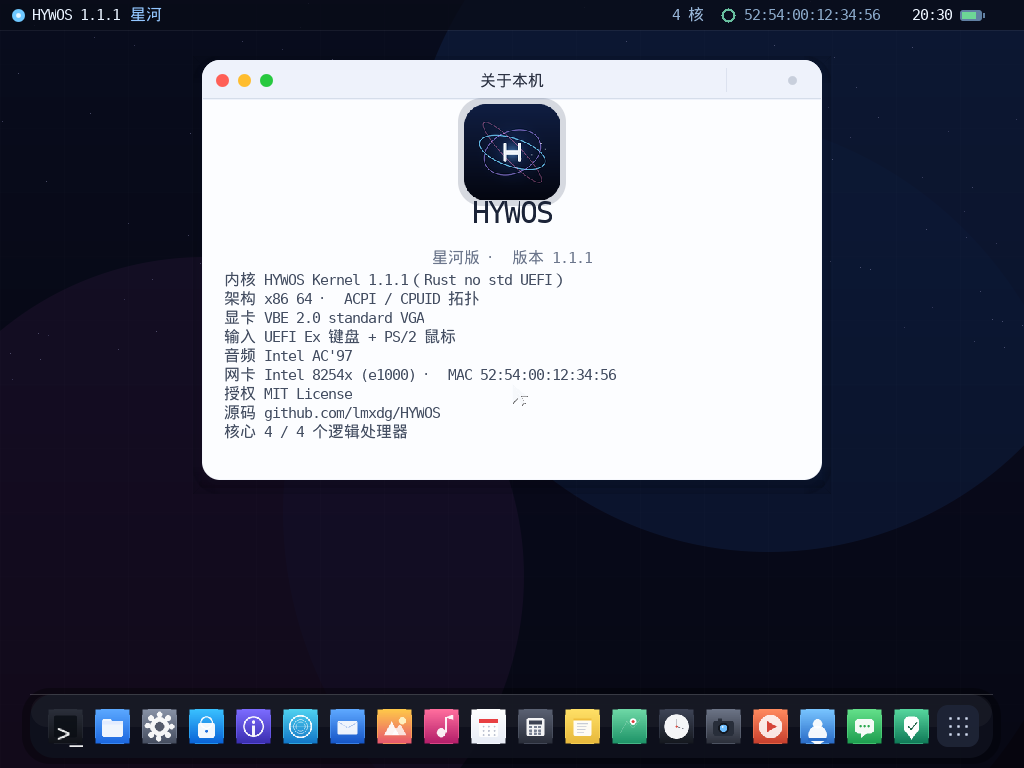 HYWOS 1.1.1 星河
4 核 52:54:00:12:34:56 20:30
关于本机
H
HYWOS
星河版 · 版本 1.1.1
内核 HYWOS Kernel 1.1.1 (Rust no std UEFI)
架构 x86 64 · ACPI / CPUID 拓扑
显卡 VBE 2.0 standard VGA
输入 UEFI Ex 键盘 + PS/2 鼠标
音频 Intel AC'97
网卡 Intel 8254x (e1000) · MAC 52:54:00:12:34:56
授权 MIT License
源码 github.com/lmxdg/HYWOS
核心 4 / 4 个逻辑处理器
>_